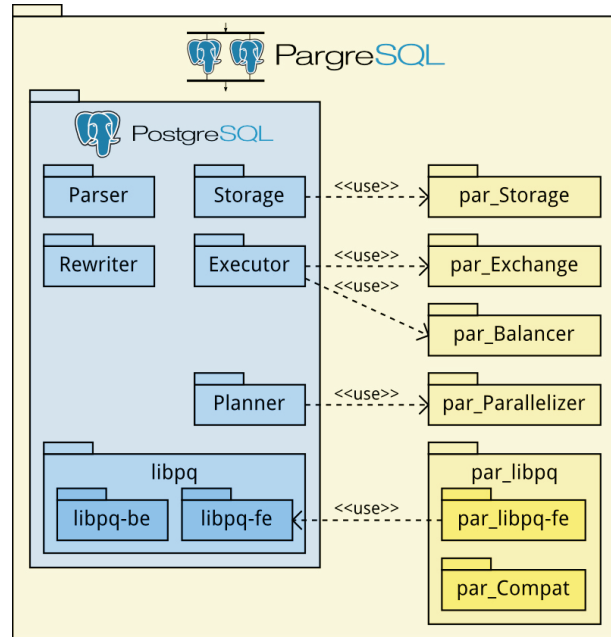 PargreSQL
PostgreSQL
Parser
Storage
<<use>>
par_Storage
Rewriter
Executor
<<use>>
<<use>>
par_Exchange
par_Balancer
Planner
<<use>>
par_Parallelizer
libpq
libpq-be
libpq-fe
<<use>>
par_libpq
par_libpq-fe
par_Compat